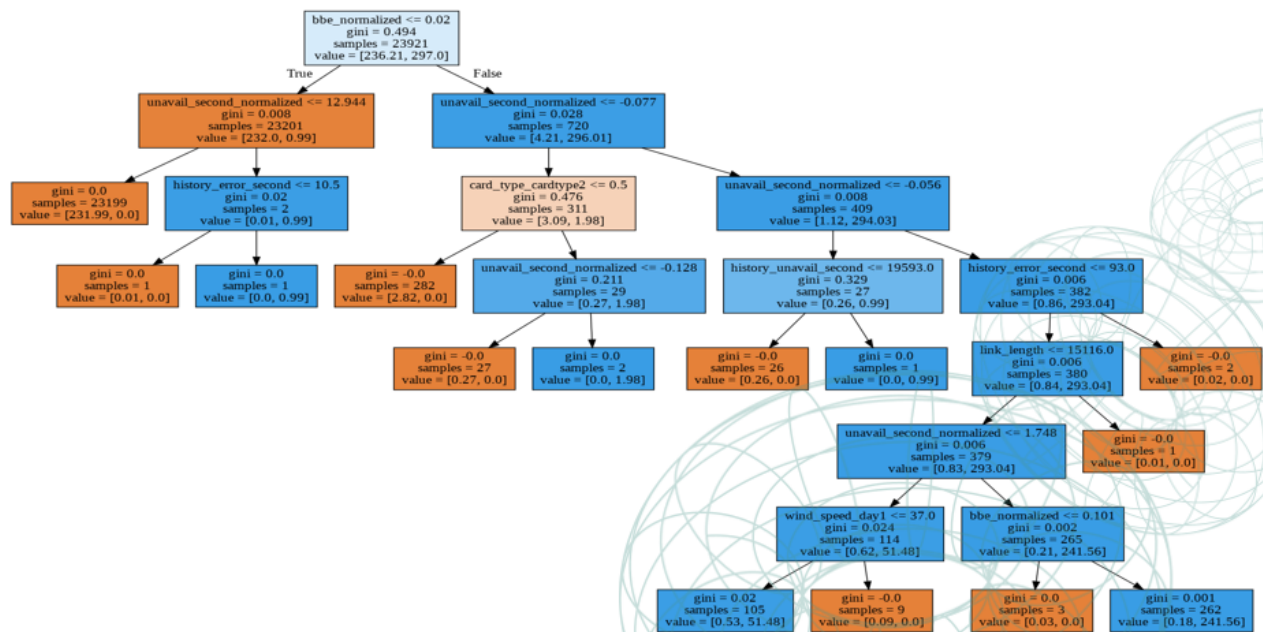 bbe_normalized <= 0.02
gini = 0.494
samples = 23921
value = [236.21, 297.0]
True
False
unavail_second_normalized <= 12.944
gini = 0.008
samples = 23201
value = [232.0, 0.99]
unavail_second_normalized <= -0.077
gini = 0.028
samples = 720
value = [4.21, 296.01]
gini = 0.0
samples = 23199
value = [231.99, 0.0]
history_error_second <= 10.5
gini = 0.02
samples = 2
value = [0.01, 0.99]
card_type_cardtype2 <= 0.5
gini = 0.476
samples = 311
value = [3.09, 1.98]
unavail_second_normalized <= -0.056
gini = 0.008
samples = 409
value = [1.12, 294.03]
gini = 0.0
samples = 1
value = [0.01, 0.0]
gini = 0.0
samples = 1
value = [0.0, 0.99]
gini = -0.0
samples = 282
value = [2.82, 0.0]
unavail_second_normalized <= -0.128
gini = 0.211
samples = 29
value = [0.27, 1.98]
history_unavail_second <= 19593.0
gini = 0.329
samples = 27
value = [0.26, 0.99]
history_error_second <= 93.0
gini = 0.006
samples = 382
value = [0.86, 293.04]
gini = -0.0
samples = 27
value = [0.27, 0.0]
gini = 0.0
samples = 2
value = [0.0, 1.98]
gini = -0.0
samples = 26
value = [0.26, 0.0]
gini = 0.0
samples = 1
value = [0.0, 0.99]
link_length <= 15116.0
gini = 0.006
samples = 380
value = [0.84, 293.04]
gini = -0.0
samples = 2
value = [0.02, 0.0]
unavail_second_normalized <= 1.748
gini = 0.006
samples = 379
value = [0.83, 293.04]
gini = -0.0
samples = 1
value = [0.01, 0.0]
wind_speed_day1 <= 37.0
gini = 0.024
samples = 114
value = [0.62, 51.48]
bbe_normalized <= 0.101
gini = 0.002
samples = 265
value = [0.21, 241.56]
gini = 0.02
samples = 105
value = [0.53, 51.48]
gini = -0.0
samples = 9
value = [0.09, 0.0]
gini = 0.0
samples = 3
value = [0.03, 0.0]
gini = 0.001
samples = 262
value = [0.18, 241.56]